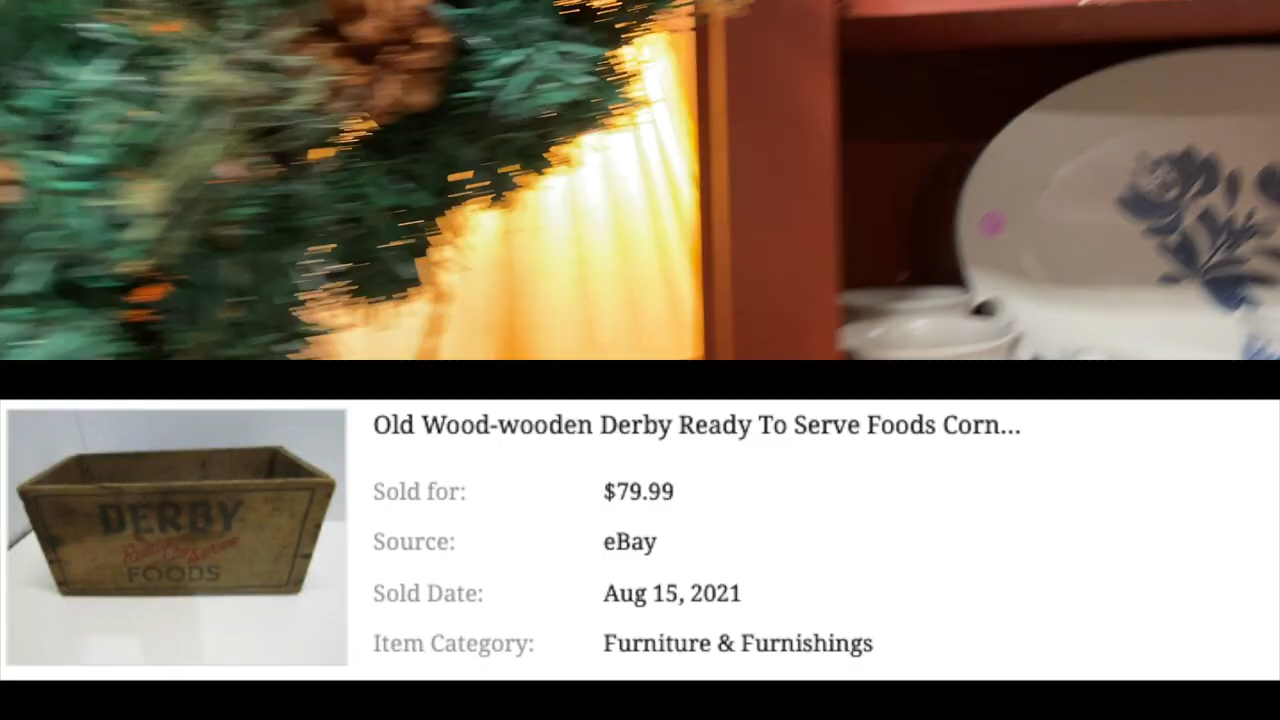 Old Wood-wooden Derby Ready To Serve Foods Corn...
Sold for: $79.99
Source: eBay
Sold Date: Aug 15, 2021
Item Category: Furniture & Furnishings
DERBY
Ready To Serve
FOODS